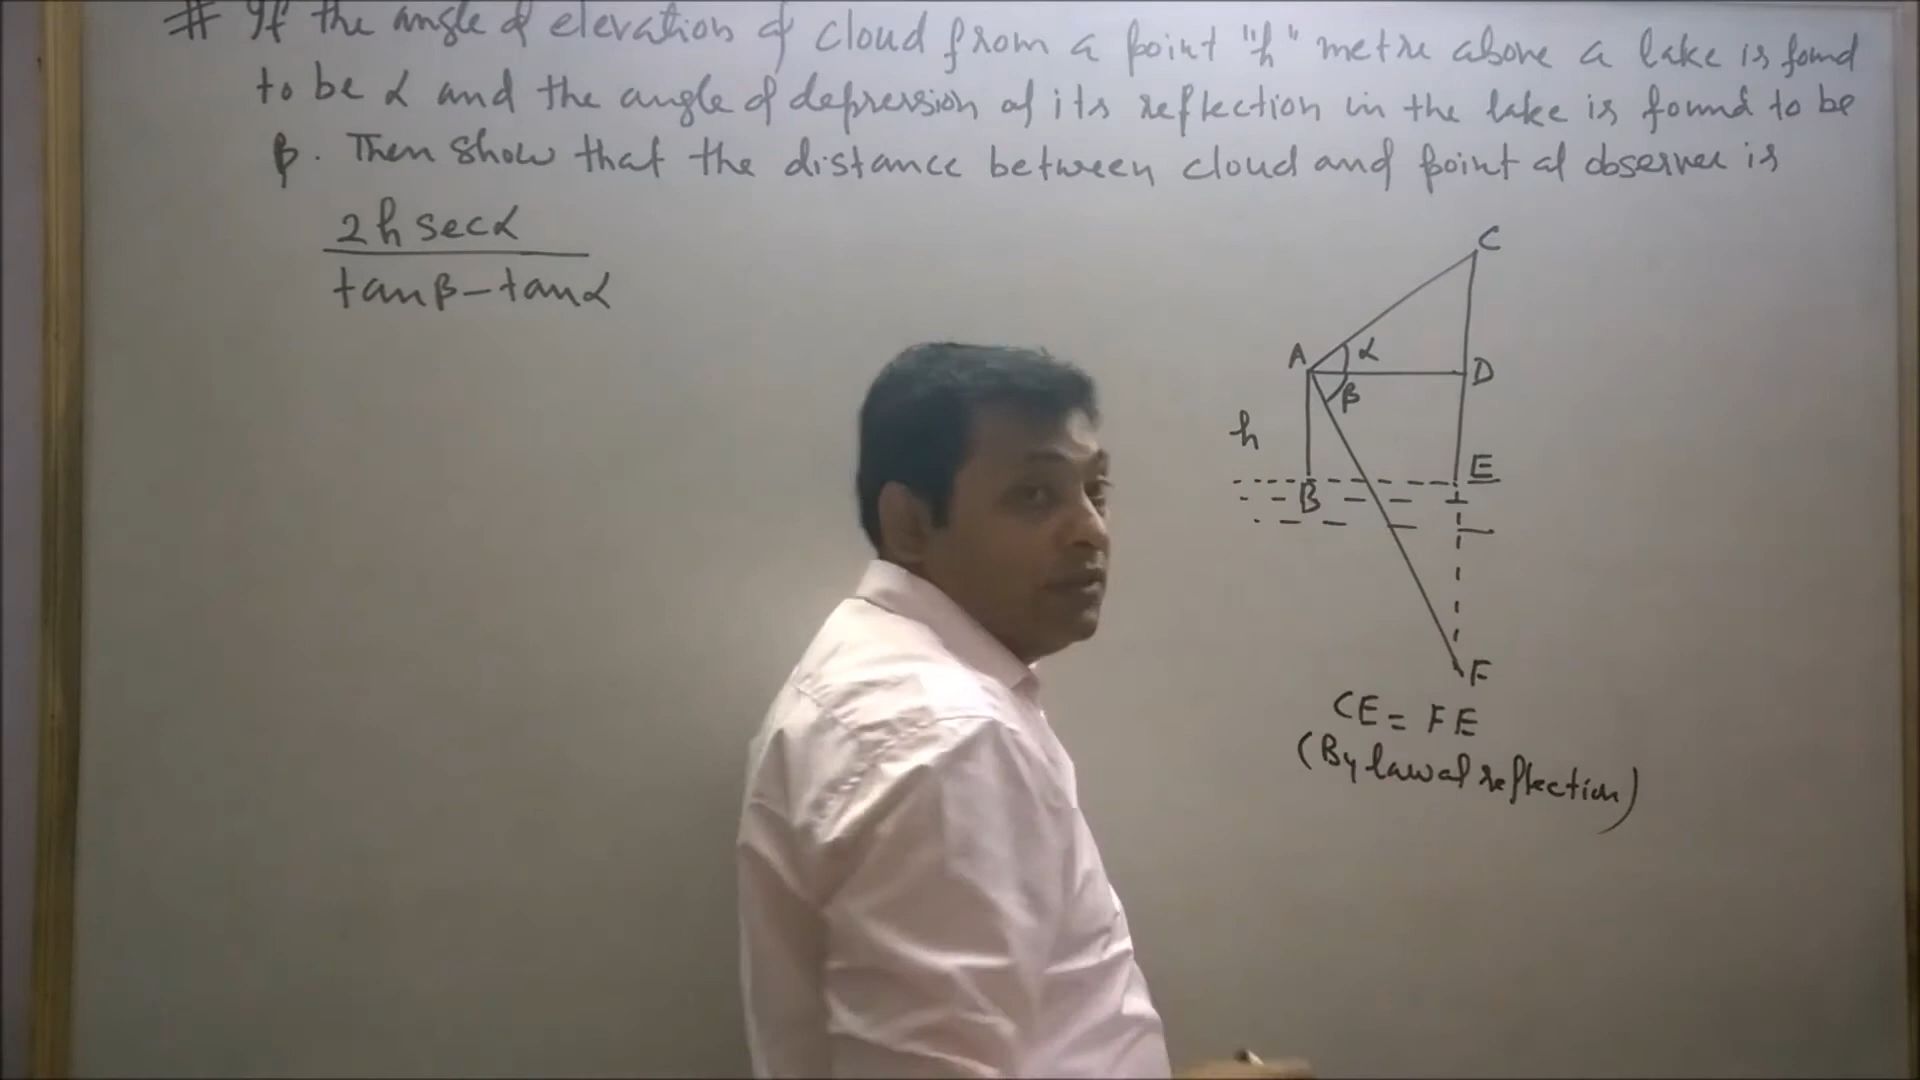 # If the angle of elevation of cloud from a point "h" metre above a lake is found
to be α and the angle of depression of its reflection in the lake is found to be
β. Then show that the distance between cloud and point of observer is
2h secα
tanβ - tanα
C
A
α
D
β
h
E
B
F
CE = FE
(By law of reflection)